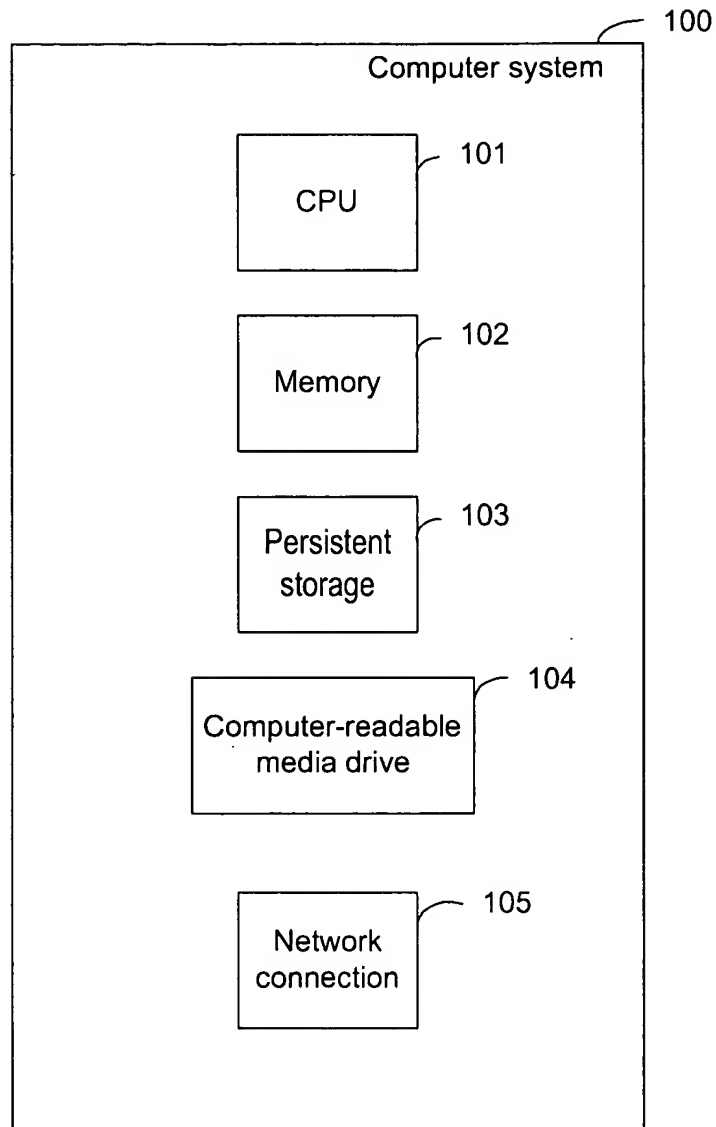 100
Computer system
101
CPU
102
Memory
103
Persistent
storage
104
Computer-readable
media drive
105
Network
connection